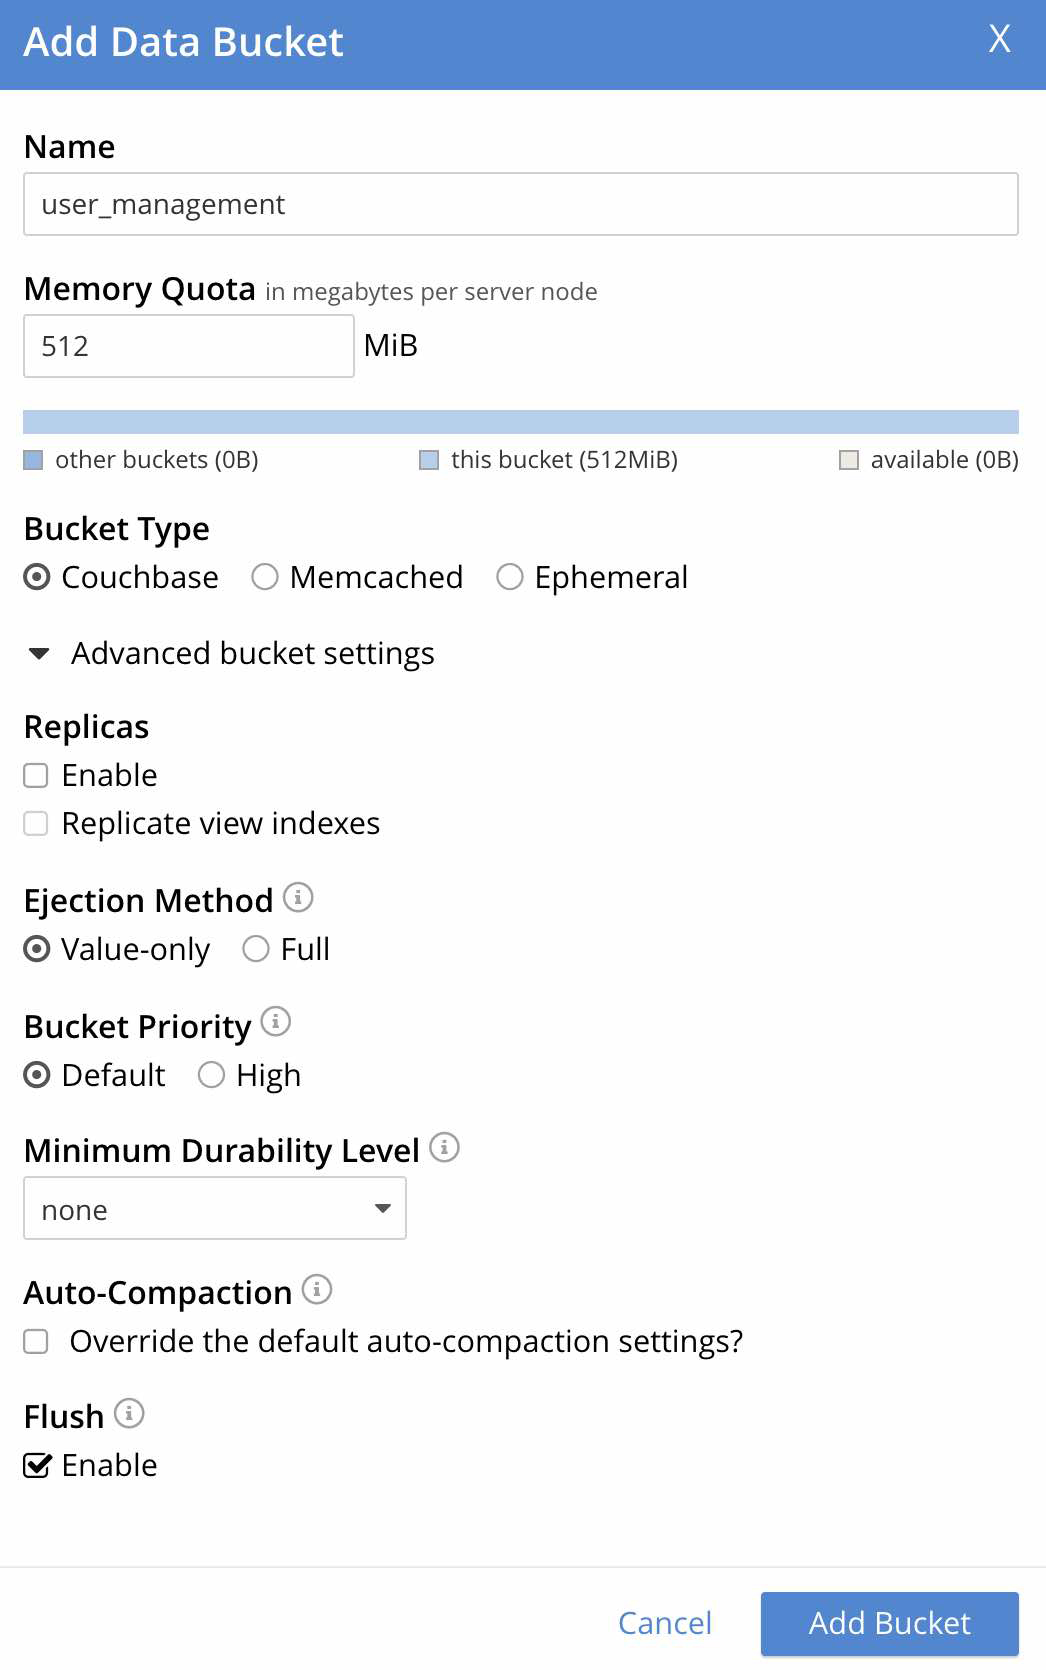 Add Data Bucket X
Name
user_management
Memory Quota in megabytes per server node
512 MiB
other buckets (0B) this bucket (512MiB) available (0B)
Bucket Type
Couchbase Memcached Ephemeral
Advanced bucket settings
Replicas
Enable
Replicate view indexes
Ejection Method
Value-only Full
Bucket Priority
Default High
Minimum Durability Level
none
Auto-Compaction
Override the default auto-compaction settings?
Flush
Enable
Cancel Add Bucket